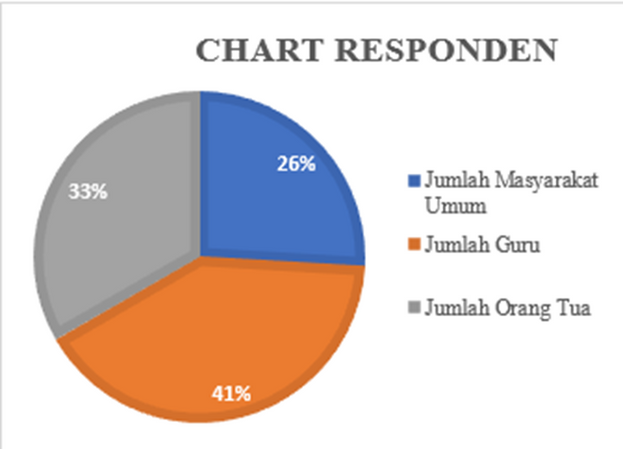 CHART RESPONDEN
26%
33%
41%
Jumlah Masyarakat
Umum
Jumlah Guru
Jumlah Orang Tua